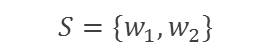 S = {w₁, w₂}